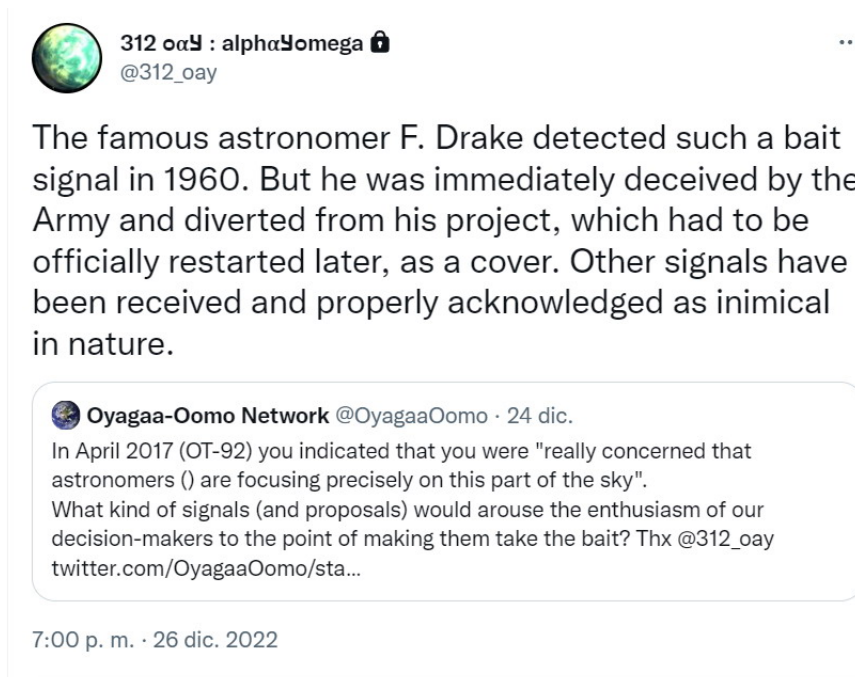 312 oαყ : alphαყomega 🔒
@312_oay
The famous astronomer F. Drake detected such a bait
signal in 1960. But he was immediately deceived by the
Army and diverted from his project, which had to be
officially restarted later, as a cover. Other signals have
been received and properly acknowledged as inimical
in nature.
Oyagaa-Oomo Network @OyagaaOomo · 24 dic.
In April 2017 (OT-92) you indicated that you were "really concerned that
astronomers () are focusing precisely on this part of the sky".
What kind of signals (and proposals) would arouse the enthusiasm of our
decision-makers to the point of making them take the bait? Thx @312_oay
twitter.com/OyagaaOomo/sta...
7:00 p. m. · 26 dic. 2022